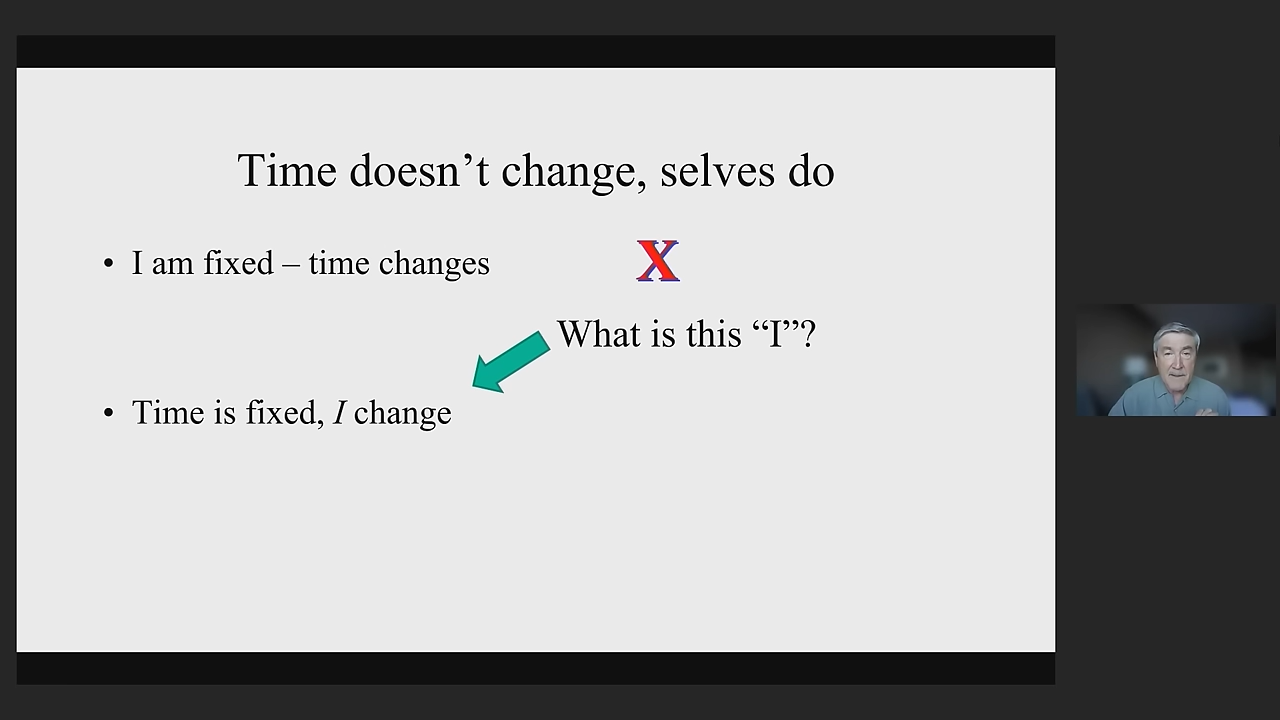 Time doesn’t change, selves do
• I am fixed – time changes
X
What is this “I”?
• Time is fixed, I change